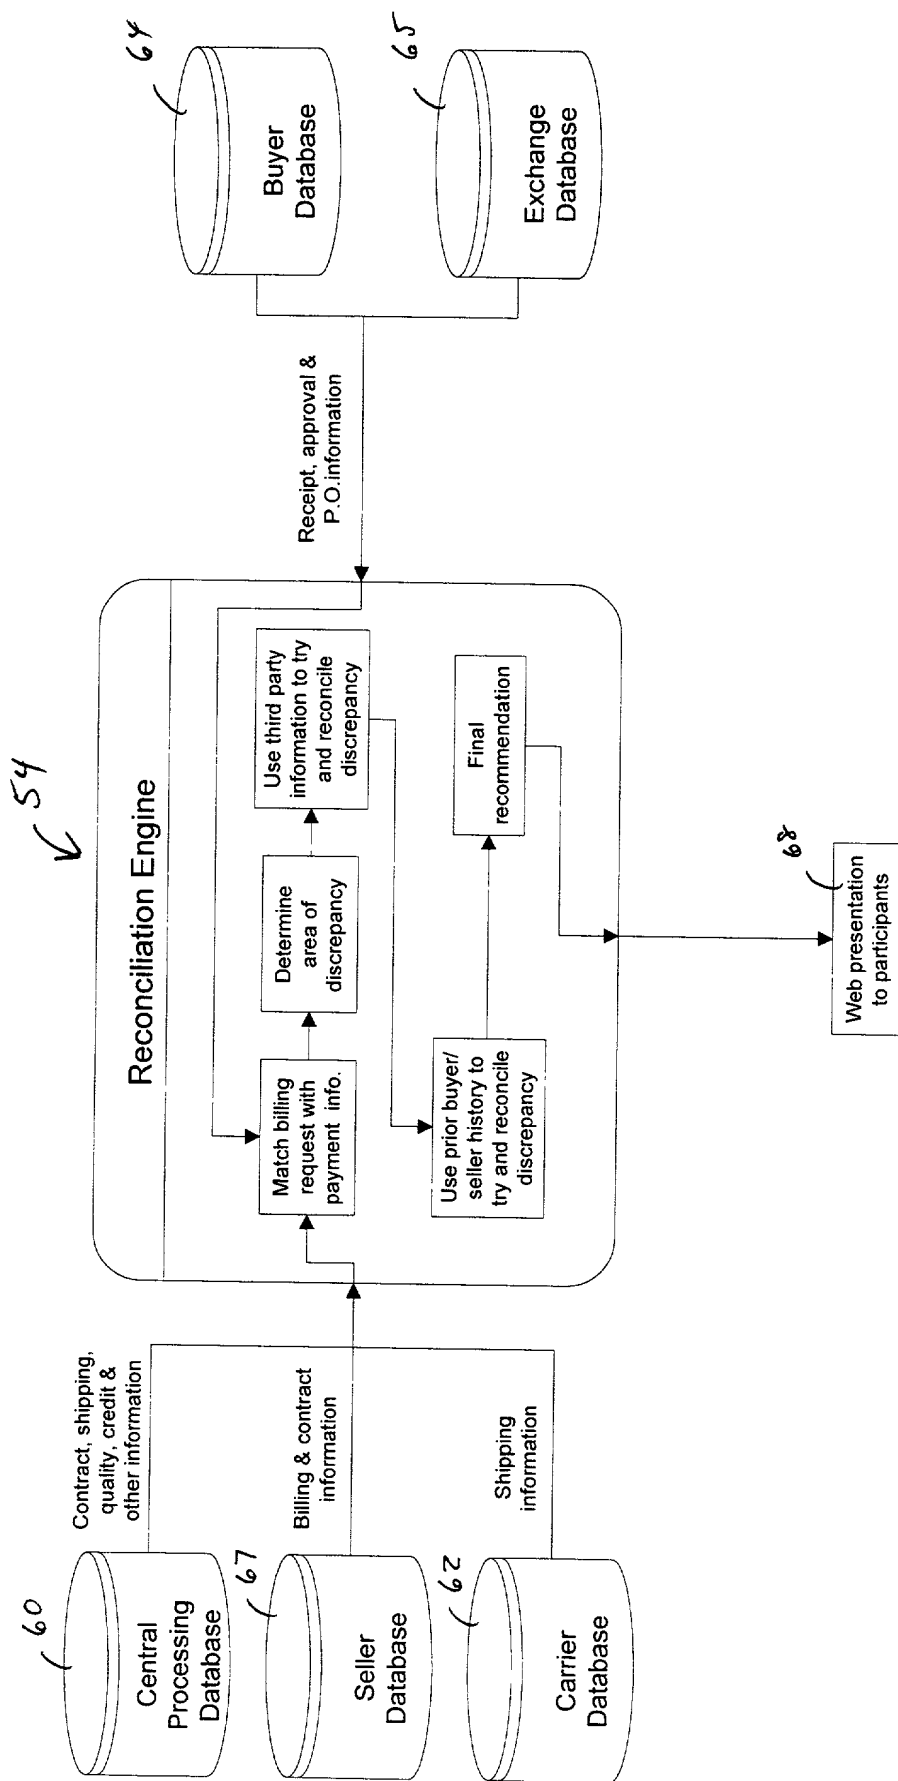 54
Reconciliation Engine
60
Central
Processing
Database
67
Seller
Database
62
Carrier
Database
Contract, shipping,
quality, credit &
other information
Billing & contract
information
Shipping
information
Match billing
request with
payment info.
Determine
area of
discrepancy
Use third party
information to try
and reconcile
discrepancy
Use prior buyer/
seller history to
try and reconcile
discrepancy
Final
recommendation
Receipt, approval &
P.O.information
64
Buyer
Database
65
Exchange
Database
68
Web presentation
to participants